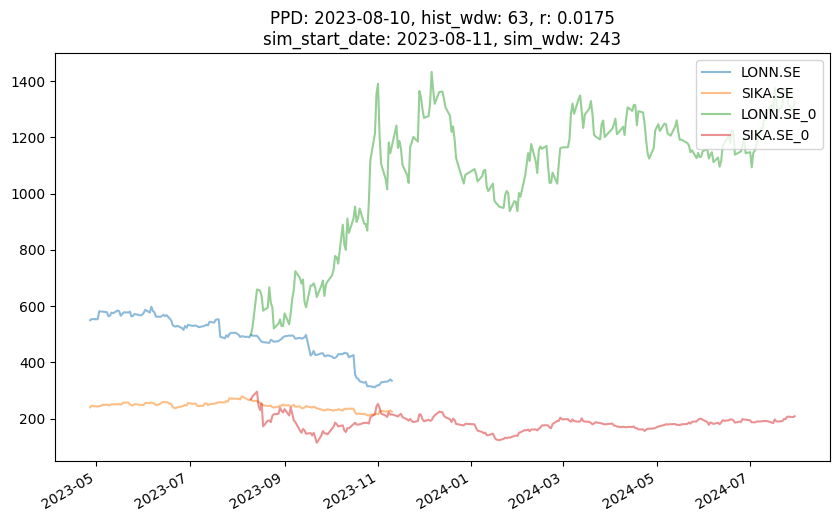 PPD: 2023-08-10, hist_wdw: 63, r: 0.0175
sim_start_date: 2023-08-11, sim_wdw: 243
LONN.SE
SIKA.SE
LONN.SE_0
SIKA.SE_0
1400
1200
1000
800
600
400
200
2023-05
2023-07
2023-09
2023-11
2024-01
2024-03
2024-05
2024-07